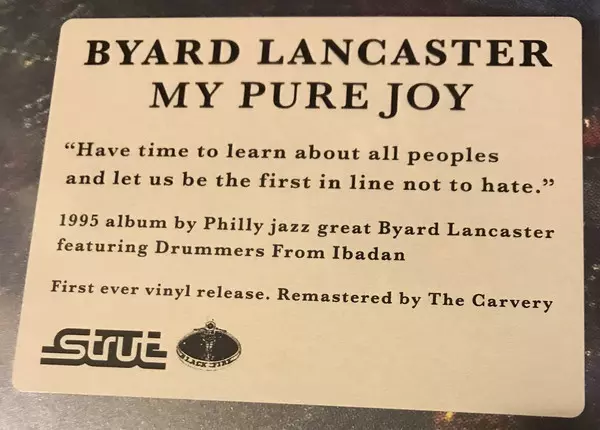 BYARD LANCASTER
MY PURE JOY
“Have time to learn about all peoples
and let us be the first in line not to hate.”
1995 album by Philly jazz great Byard Lancaster
featuring Drummers From Ibadan
First ever vinyl release. Remastered by The Carvery
Strut
BLACK FIRE